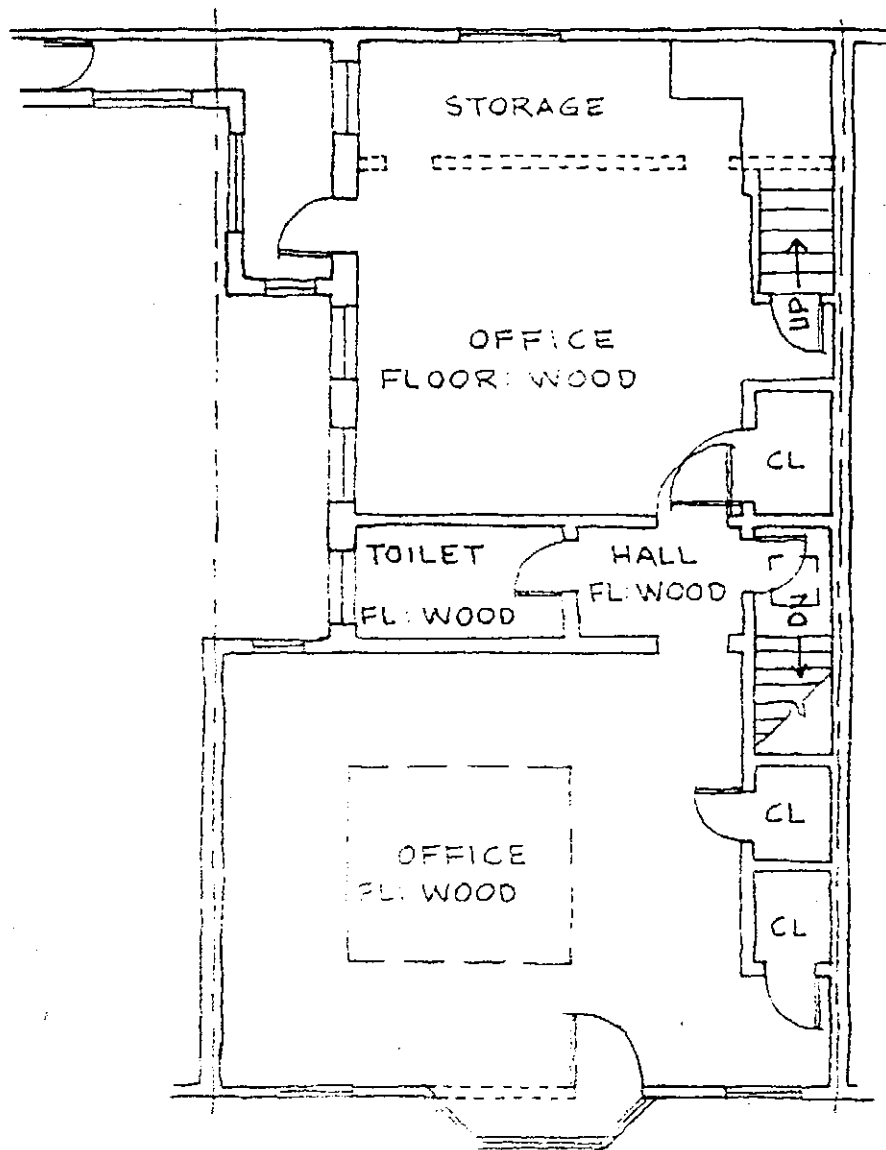 STORAGE
UP
OFFICE
FLOOR: WOOD
CL
TOILET
FL: WOOD
HALL
FL: WOOD
DN
CL
OFFICE
FL: WOOD
CL